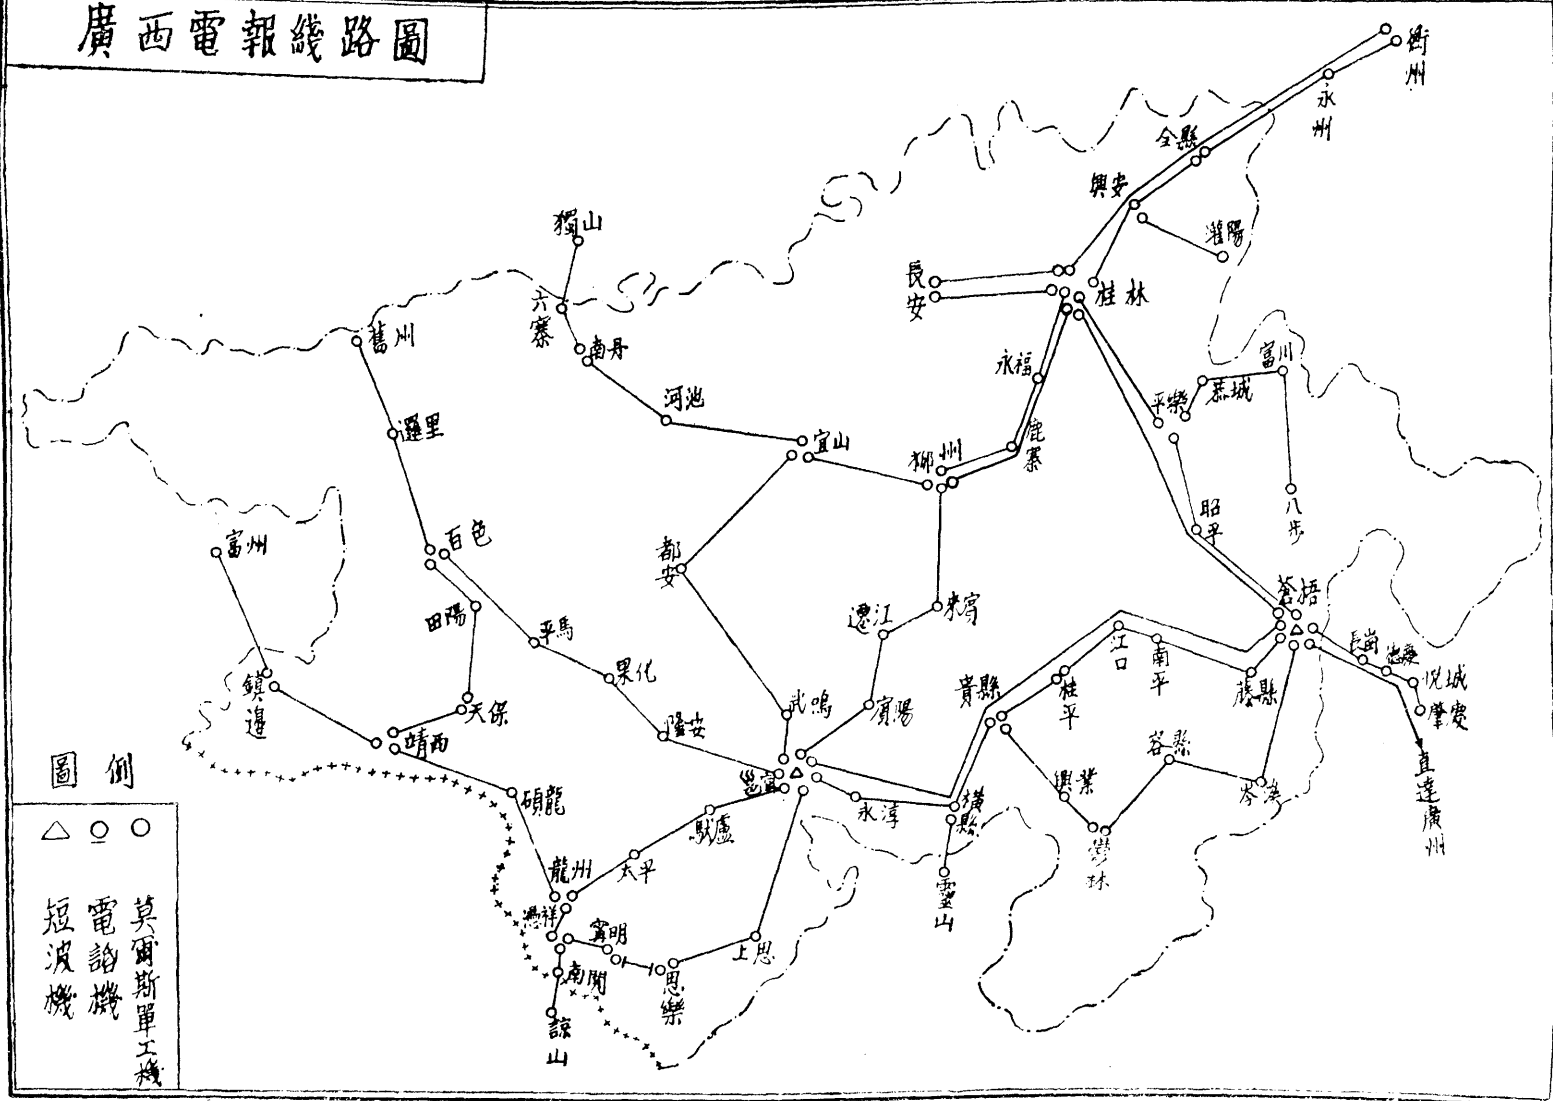 廣西電報綫路圖
衡州
永州
全縣
興安
灌陽
桂林
長安
獨山
六寨
南丹
舊州
河池
邏里
宜山
永福
鹿寨
柳州
平樂
恭城
富川
八步
昭平
百色
富州
都安
田陽
平馬
果化
遷江
來賓
蒼梧
長崗
德慶
悅城
肇慶
直達廣州
江口
南平
藤縣
桂平
貴縣
鎮邊
天保
靖西
隆安
武鳴
賓陽
邕寧
永淳
橫縣
興業
容縣
岑溪
鬱林
靈山
碩龍
馱盧
太平
龍州
憑祥
寗明
上思
思樂
南関
諒山
圖例
莫爾斯單工機
電話機
短波機